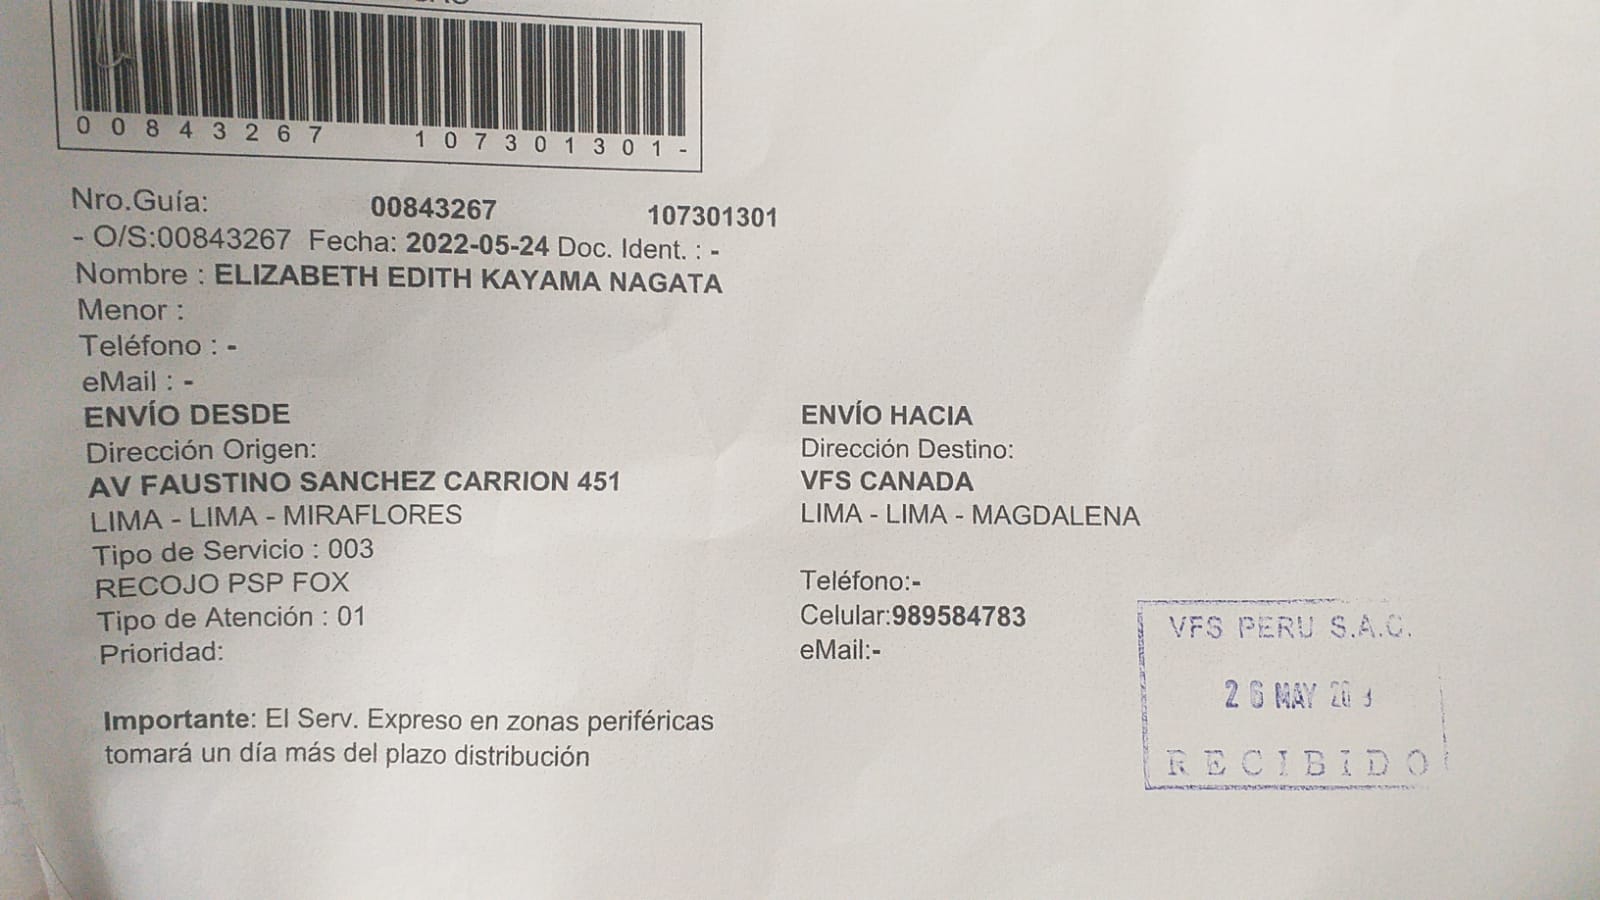 00843267 107301301-
Nro.Guía: 00843267 107301301
- O/S:00843267 Fecha: 2022-05-24 Doc. Ident. : -
Nombre : ELIZABETH EDITH KAYAMA NAGATA
Menor :
Teléfono : -
eMail : -
ENVÍO DESDE
Dirección Origen:
AV FAUSTINO SANCHEZ CARRION 451
LIMA - LIMA - MIRAFLORES
Tipo de Servicio : 003
RECOJO PSP FOX
Tipo de Atención : 01
Prioridad:
ENVÍO HACIA
Dirección Destino:
VFS CANADA
LIMA - LIMA - MAGDALENA
Teléfono:-
Celular:989584783
eMail:-
Importante: El Serv. Expreso en zonas periféricas
tomará un día más del plazo distribución
VFS PERU S.A.C.
26 MAY
RECIBIDO